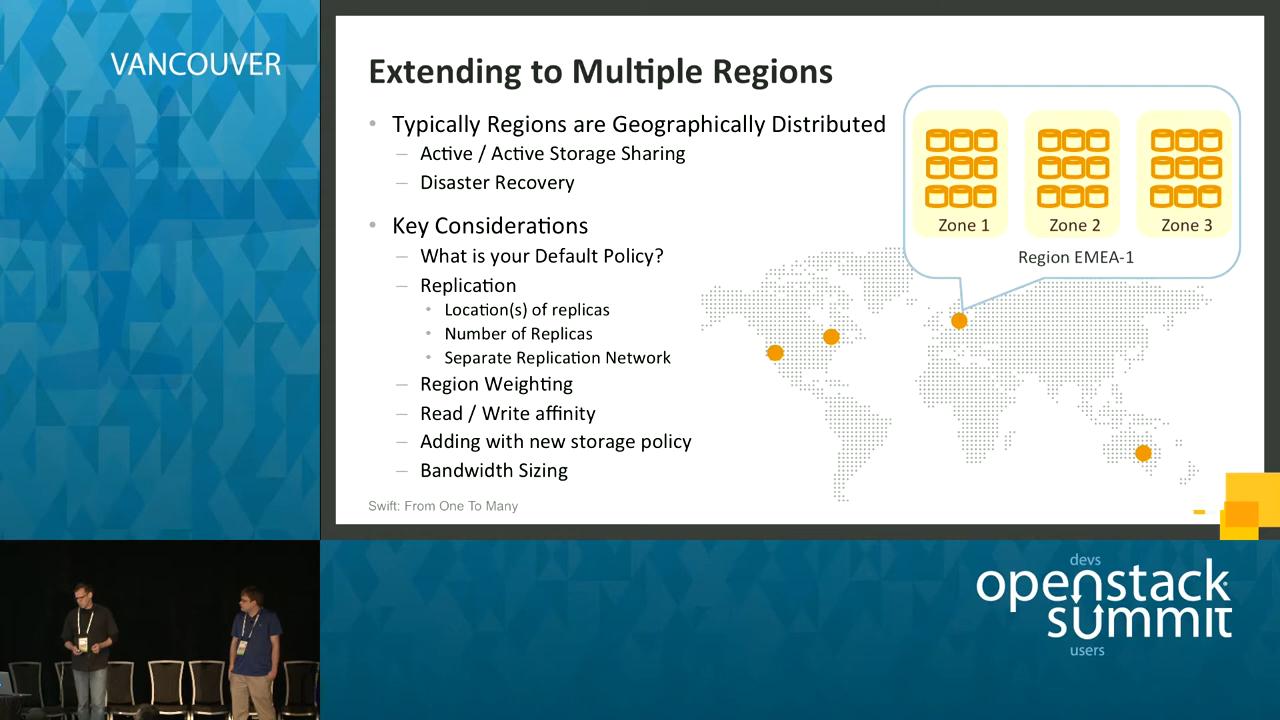 VANCOUVER
Extending to Multiple Regions
• Typically Regions are Geographically Distributed
– Active / Active Storage Sharing
– Disaster Recovery
• Key Considerations
– What is your Default Policy?
– Replication
• Location(s) of replicas
• Number of Replicas
• Separate Replication Network
– Region Weighting
– Read / Write affinity
– Adding with new storage policy
– Bandwidth Sizing
Zone 1
Zone 2
Zone 3
Region EMEA-1
Swift: From One To Many
devs
openstack
summit
users